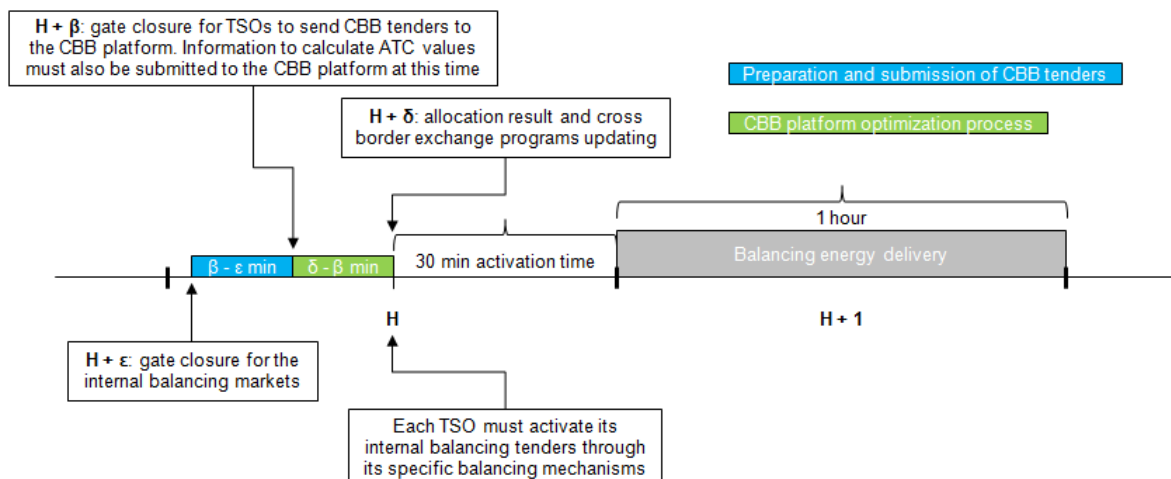 H + β: gate closure for TSOs to send CBB tenders to
the CBB platform. Information to calculate ATC values
must also be submitted to the CBB platform at this time
Preparation and submission of CBB tenders
H + δ: allocation result and cross
border exchange programs updating
CBB platform optimization process
1 hour
β - ε min
δ - β min
30 min activation time
Balancing energy delivery
H
H + 1
H + ε: gate closure for the
internal balancing markets
Each TSO must activate its
internal balancing tenders through
its specific balancing mechanisms